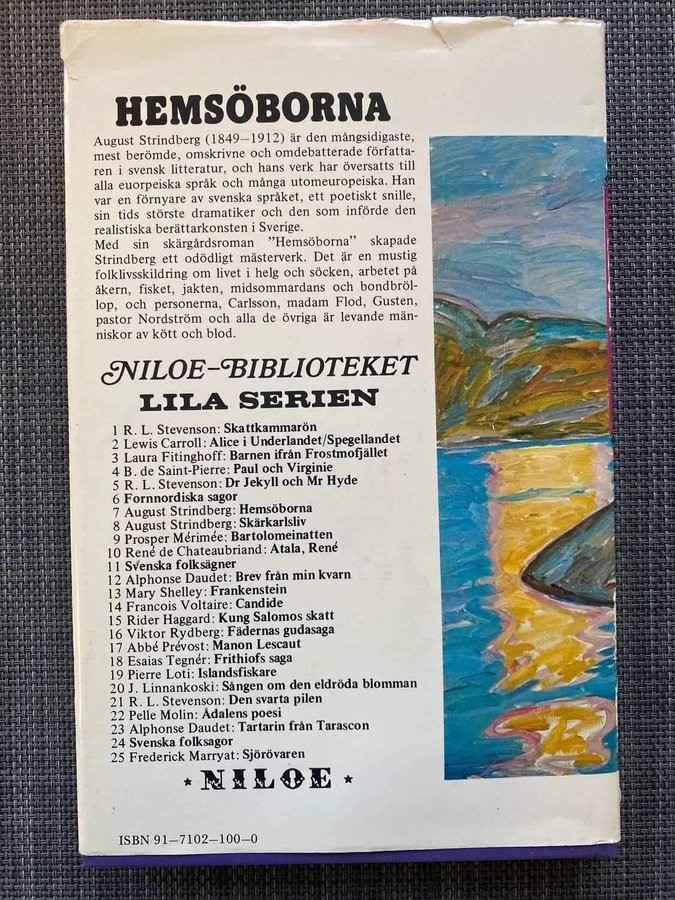 HEMSÖBORNA
August Strindberg (1849—1912) är den mångsidigaste,
mest berömde, omskrivne och omdebatterade författa-
ren i svensk litteratur, och hans verk har översatts till
alla euorpeiska språk och många utomeuropeiska. Han
var en förnyare av svenska språket, ett poetiskt snille,
sin tids störste dramatiker och den som införde den
realistiska berättarkonsten i Sverige.
Med sin skärgårdsroman ”Hemsöborna” skapade
Strindberg ett odödligt mästerverk. Det är en mustig
folklivsskildring om livet i helg och söcken, arbetet på
åkern, fisket, jakten, midsommardans och bondbröl-
lop, och personerna, Carlsson, madam Flod, Gusten,
pastor Nordström och alla de övriga är levande män-
niskor av kött och blod.
NILOE—BIBLIOTEKET
LILA SERIEN
1 R. L. Stevenson: Skattkammarön
2 Lewis Carroll: Alice i Underlandet/Spegellandet
3 Laura Fitinghoff: Barnen ifrån Frostmofjället
4 B. de Saint-Pierre: Paul och Virginie
5 R. L. Stevenson: Dr Jekyll och Mr Hyde
6 Fornnordiska sagor
7 August Strindberg: Hemsöborna
8 August Strindberg: Skärkarlsliv
9 Prosper Mérimée: Bartolomeinatten
10 René de Chateaubriand: Atala, René
11 Svenska folksägner
12 Alphonse Daudet: Brev från min kvarn
13 Mary Shelley: Frankenstein
14 Francois Voltaire: Candide
15 Rider Haggard: Kung Salomos skatt
16 Viktor Rydberg: Fädernas gudasaga
17 Abbé Prévost: Manon Lescaut
18 Esaias Tegnér: Frithiofs saga
19 Pierre Loti: Islandsfiskare
20 J. Linnankoski: Sången om den eldröda blomman
21 R. L. Stevenson: Den svarta pilen
22 Pelle Molin: Ådalens poesi
23 Alphonse Daudet: Tartarin från Tarascon
24 Svenska folksagor
25 Frederick Marryat: Sjörövaren
★ NILOE ★
ISBN 91—7102—100—0